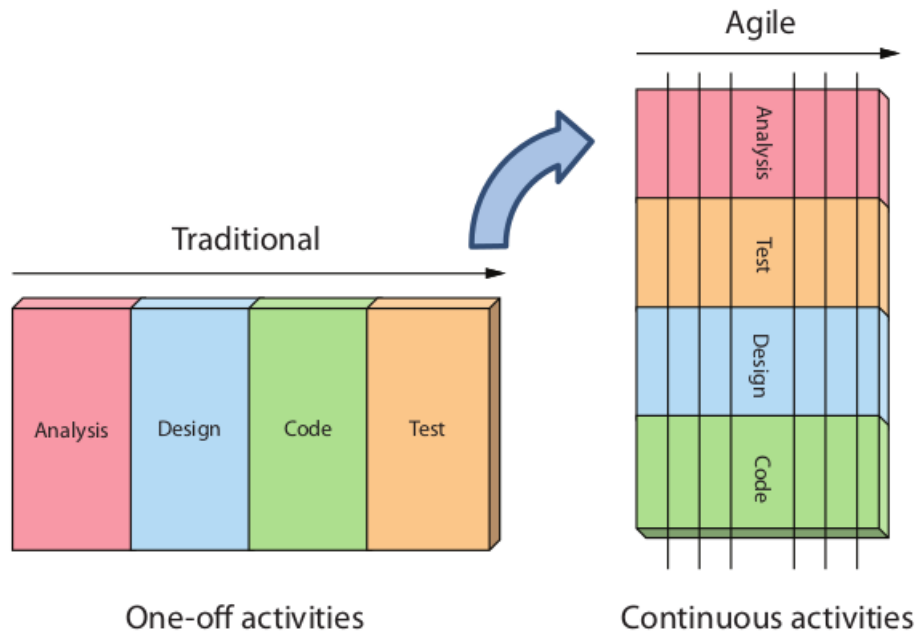 Agile
Analysis
Test
Design
Code
Traditional
Analysis Design Code Test
One-off activities
Continuous activities